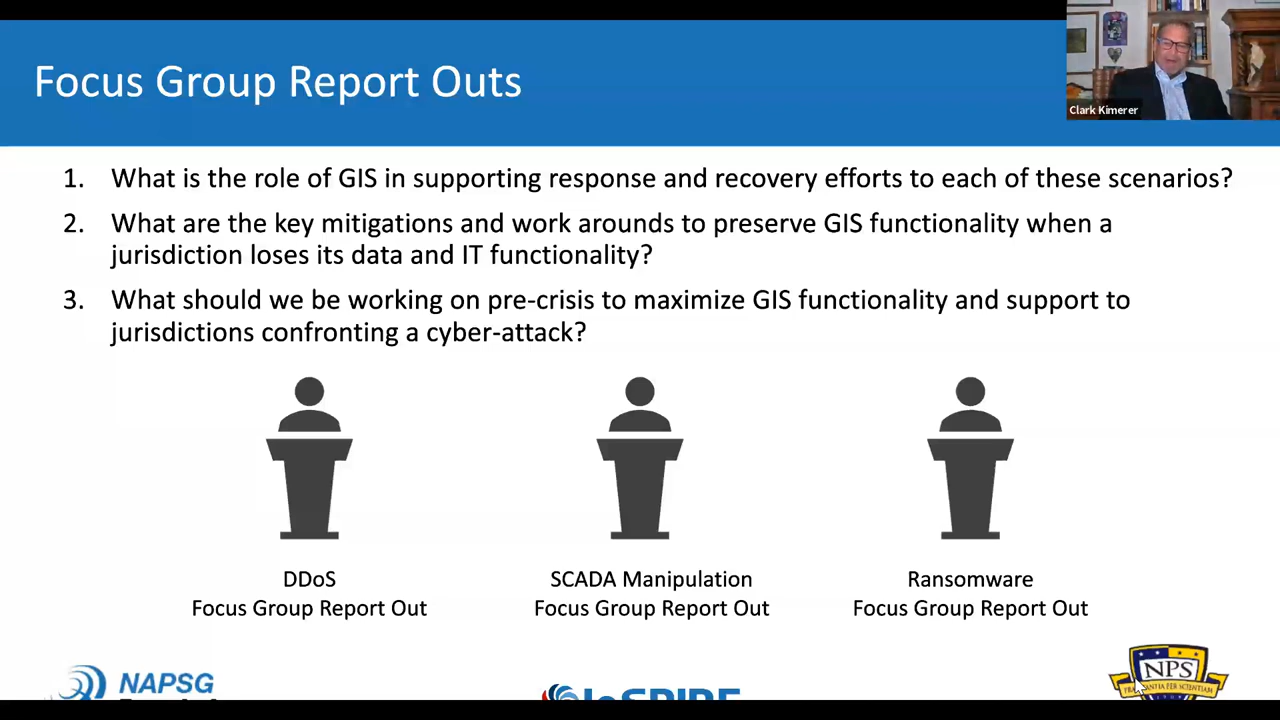 Focus Group Report Outs
Clark Kimerer
1. What is the role of GIS in supporting response and recovery efforts to each of these scenarios?
2. What are the key mitigations and work arounds to preserve GIS functionality when a
jurisdiction loses its data and IT functionality?
3. What should we be working on pre-crisis to maximize GIS functionality and support to
jurisdictions confronting a cyber-attack?
DDoS
Focus Group Report Out
SCADA Manipulation
Focus Group Report Out
Ransomware
Focus Group Report Out
NAPSG
InSPIRE
NPS